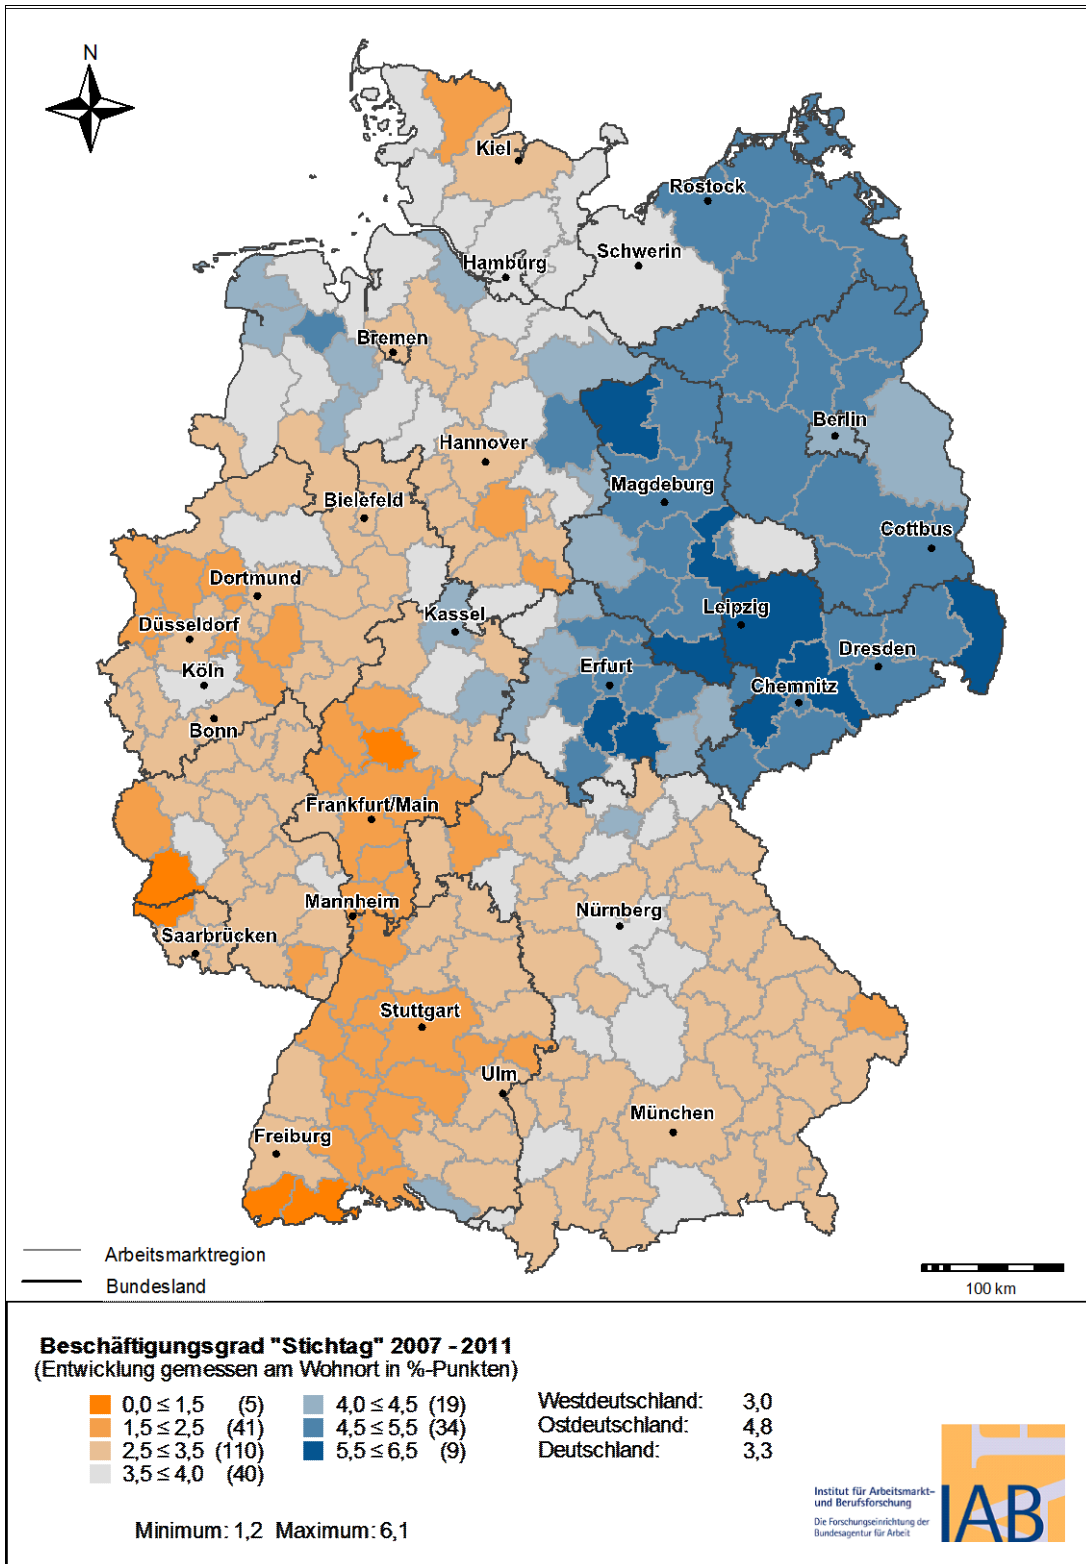 N
Kiel
Rostock
Schwerin
Hamburg
Bremen
Berlin
Hannover
Magdeburg
Bielefeld
Cottbus
Dortmund
Leipzig
Kassel
Düsseldorf
Dresden
Erfurt
Köln
Chemnitz
Bonn
Frankfurt/Main
Mannheim
Nürnberg
Saarbrücken
Stuttgart
Ulm
München
Freiburg
Arbeitsmarktregion
Bundesland
100 km
Beschäftigungsgrad "Stichtag" 2007 - 2011
(Entwicklung gemessen am Wohnort in %-Punkten)
0,0 ≤ 1,5 (5) 4,0 ≤ 4,5 (19) Westdeutschland: 3,0
1,5 ≤ 2,5 (41) 4,5 ≤ 5,5 (34) Ostdeutschland: 4,8
2,5 ≤ 3,5 (110) 5,5 ≤ 6,5 (9) Deutschland: 3,3
3,5 ≤ 4,0 (40)
Minimum: 1,2 Maximum: 6,1
Institut für Arbeitsmarkt-
und Berufsforschung
Die Forschungseinrichtung der
Bundesagentur für Arbeit
IAB